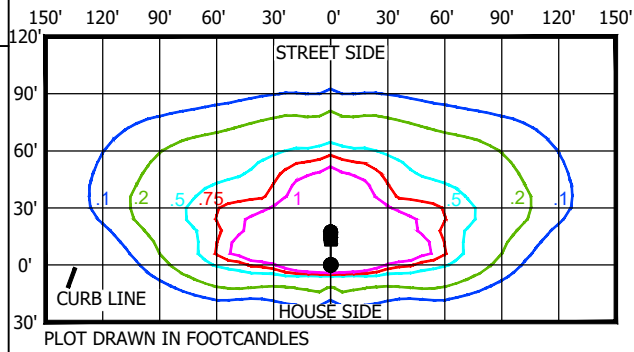 150' 120' 90' 60' 30' 0' 30' 60' 90' 120' 150'
120'
STREET SIDE
90'
60'
.1 .2 .5 .75 1 .5 .2 .1
30'
0'
CURB LINE
HOUSE SIDE
30'
PLOT DRAWN IN FOOTCANDLES